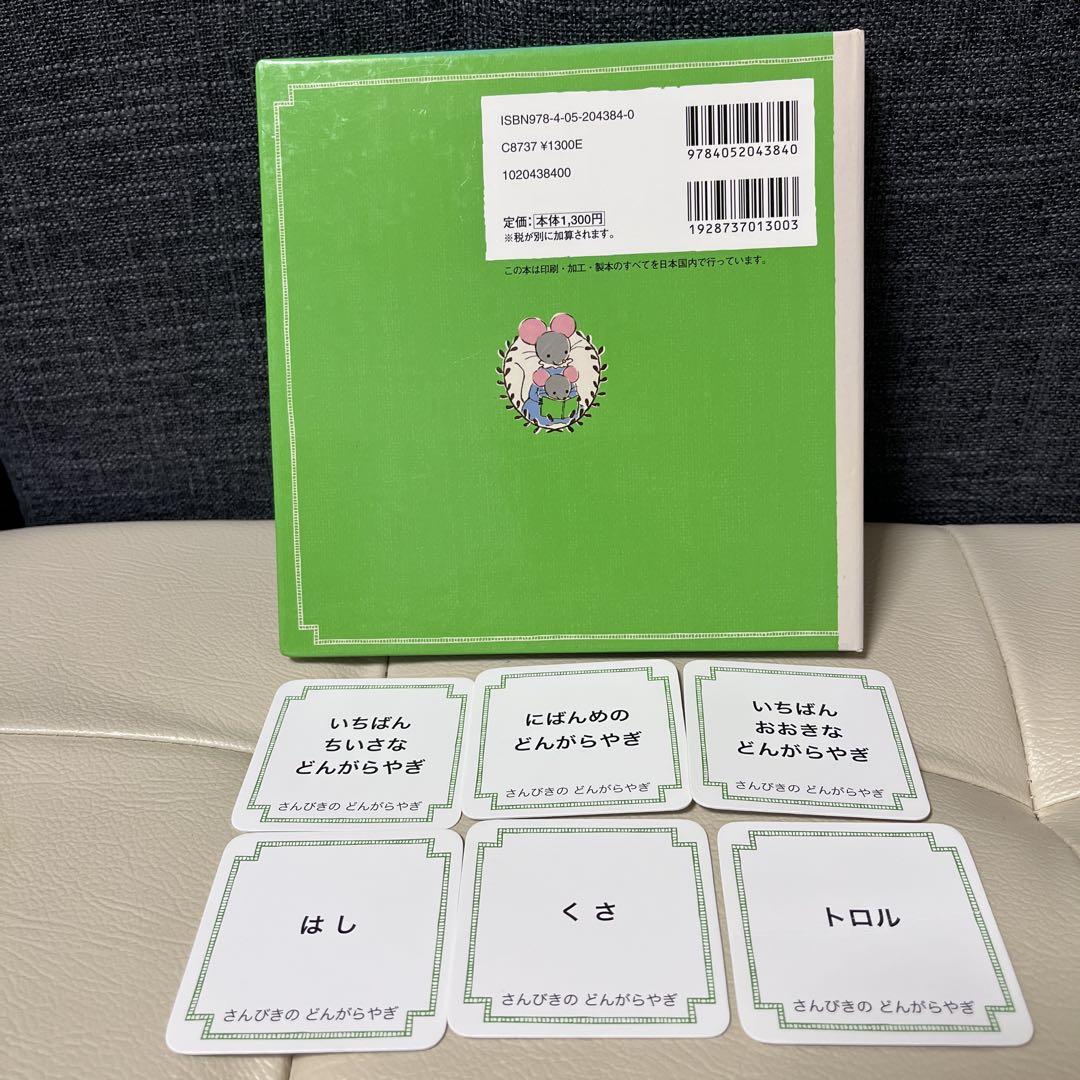 ISBN978-4-05-204384-0
C8737 ¥1300E
1020438400
定価：本体1,300円
※税が別に加算されます。
9784052043840
1928737013003
この本は印刷・加工・製本のすべてを日本国内で行っています。
いちばん
ちいさな
どんがらやぎ
さんびきの どんがらやぎ
にばんめの
どんがらやぎ
さんびきの どんがらやぎ
いちばん
おおきな
どんがらやぎ
さんびきの どんがらやぎ
はし
さんびきの どんがらやぎ
くさ
さんびきの どんがらやぎ
トロル
さんびきの どんがらやぎ